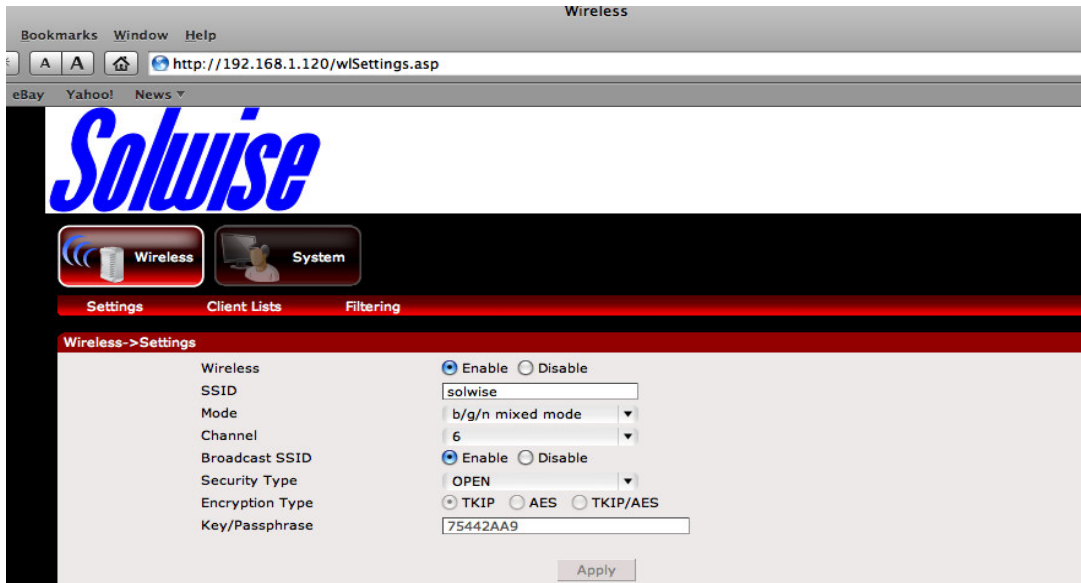 Wireless
Bookmarks Window Help
A A http://192.168.1.120/wlSettings.asp
eBay Yahoo! News
Solwise
Wireless System
Settings Client Lists Filtering
Wireless->Settings
Wireless Enable Disable
SSID solwise
Mode b/g/n mixed mode
Channel 6
Broadcast SSID Enable Disable
Security Type OPEN
Encryption Type TKIP AES TKIP/AES
Key/Passphrase 75442AA9
Apply